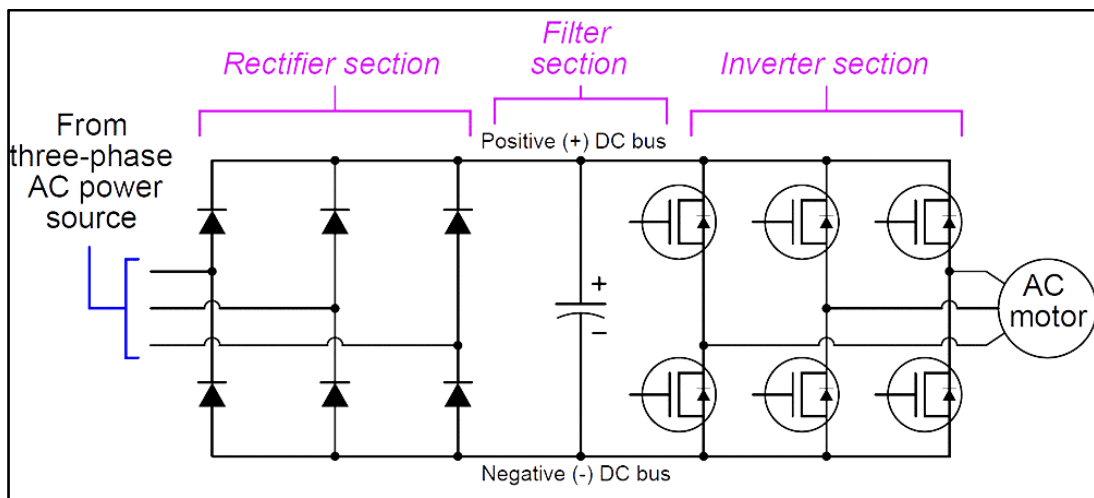 Rectifier section
Filter
section
Inverter section
From
three-phase
AC power
source
Positive (+) DC bus
+
−
AC
motor
Negative (-) DC bus